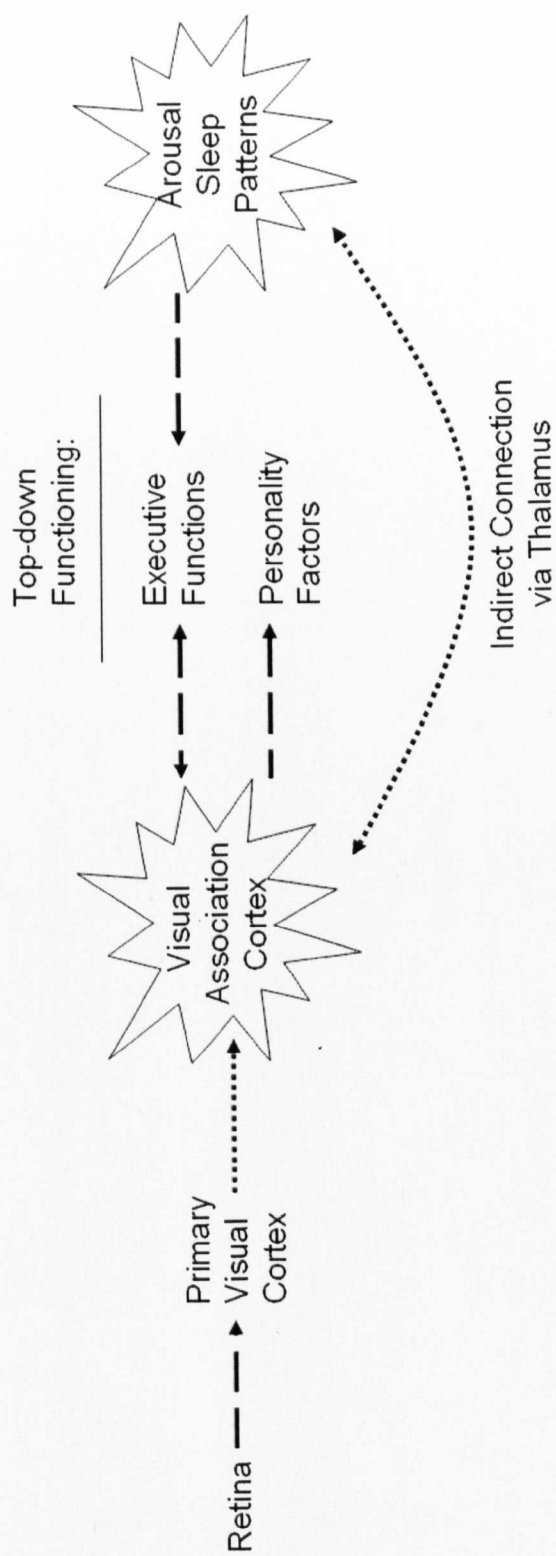 Retina
Primary
Visual
Cortex
Visual
Association
Cortex
Top-down
Functioning:
Executive
Functions
Personality
Factors
Arousal
Sleep
Patterns
Indirect Connection
via Thalamus